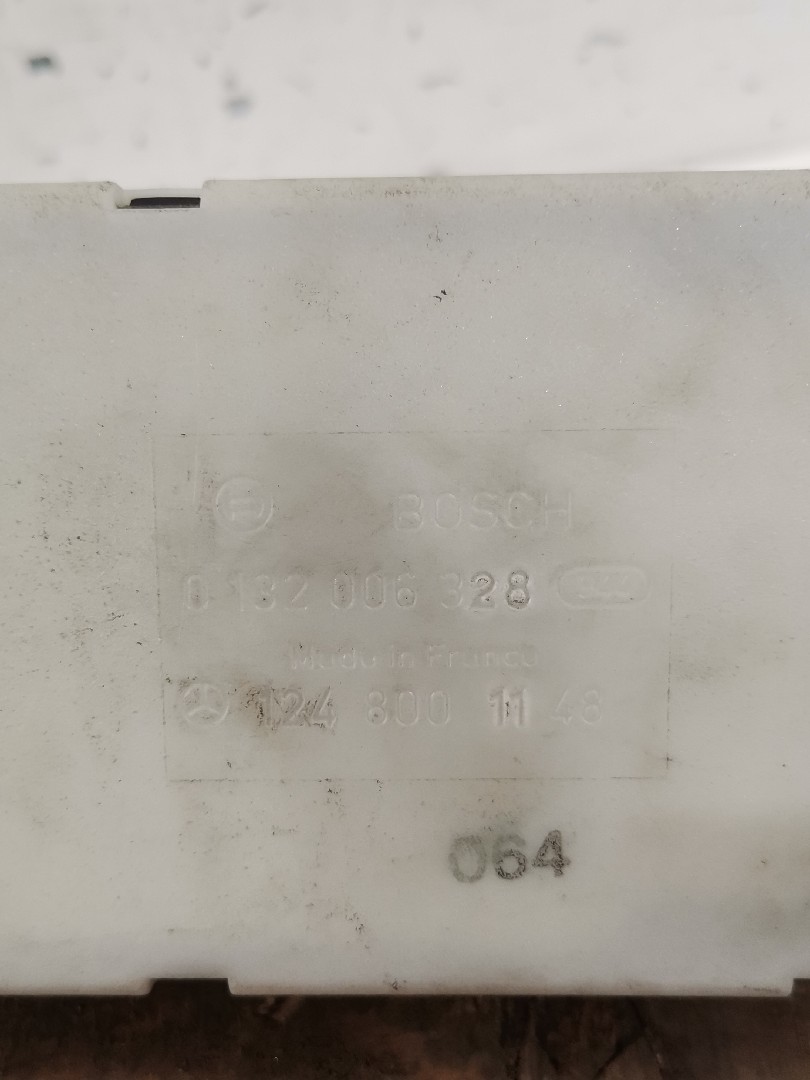 BOSCH
0 132 006 328
Made in France
124 800 11 48
064